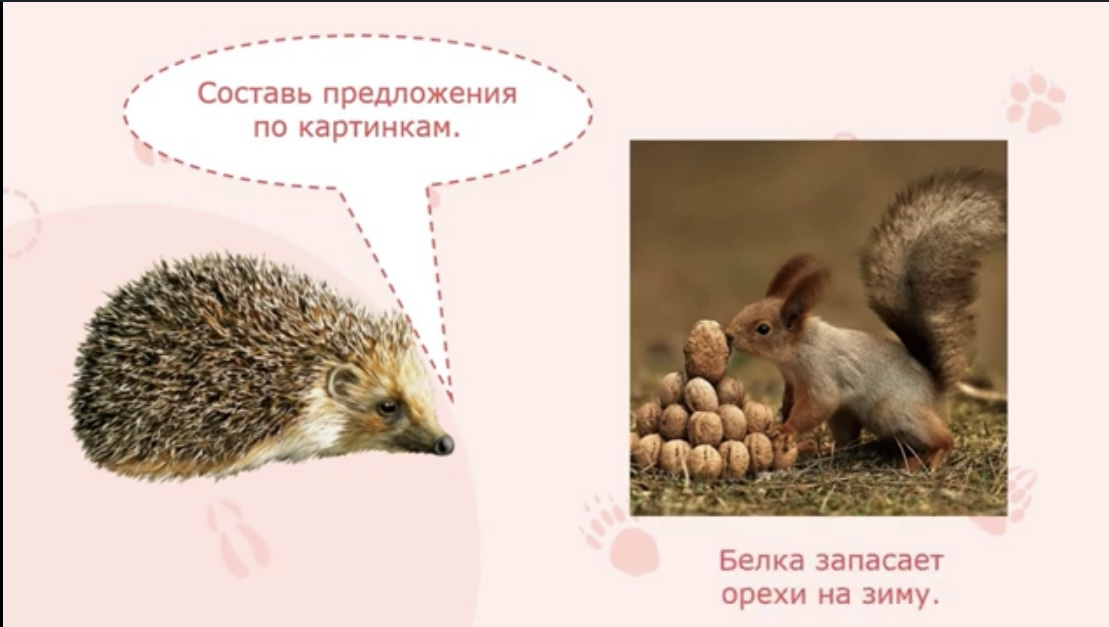 Составь предложения
по картинкам.
Белка запасает
орехи на зиму.